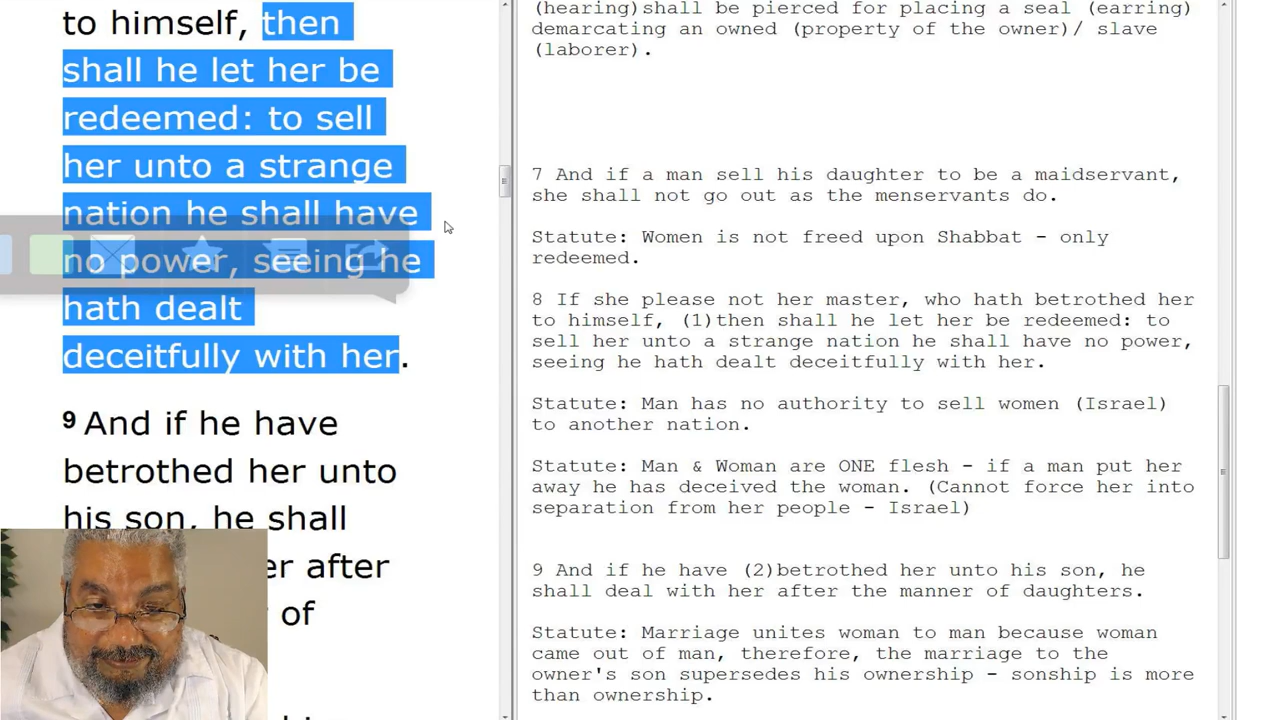 to himself, then
shall he let her be
redeemed: to sell
her unto a strange
nation he shall have
no power, seeing he
hath dealt
deceitfully with her.
9 And if he have
betrothed her unto
his son, he shall
er after
of
(hearing)shall be pierced for placing a seal (earring)
demarcating an owned (property of the owner)/ slave
(laborer).
7 And if a man sell his daughter to be a maidservant,
she shall not go out as the menservants do.
Statute: Women is not freed upon Shabbat - only
redeemed.
8 If she please not her master, who hath betrothed her
to himself, (1)then shall he let her be redeemed: to
sell her unto a strange nation he shall have no power,
seeing he hath dealt deceitfully with her.
Statute: Man has no authority to sell women (Israel)
to another nation.
Statute: Man & Woman are ONE flesh - if a man put her
away he has deceived the woman. (Cannot force her into
separation from her people - Israel)
9 And if he have (2)betrothed her unto his son, he
shall deal with her after the manner of daughters.
Statute: Marriage unites woman to man because woman
came out of man, therefore, the marriage to the
owner's son supersedes his ownership - sonship is more
than ownership.